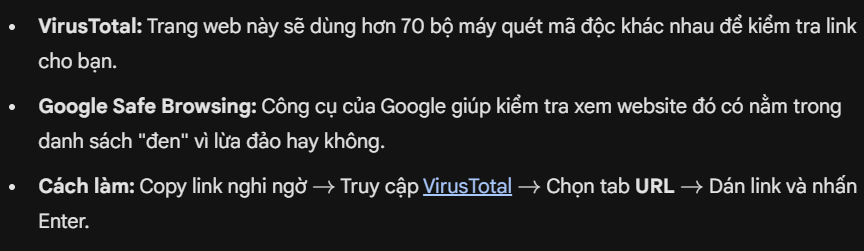 • VirusTotal: Trang web này sẽ dùng hơn 70 bộ máy quét mã độc khác nhau để kiểm tra link
cho bạn.
• Google Safe Browsing: Công cụ của Google giúp kiểm tra xem website đó có nằm trong
danh sách "đen" vì lừa đảo hay không.
• Cách làm: Copy link nghi ngờ → Truy cập VirusTotal → Chọn tab URL → Dán link và nhấn
Enter.